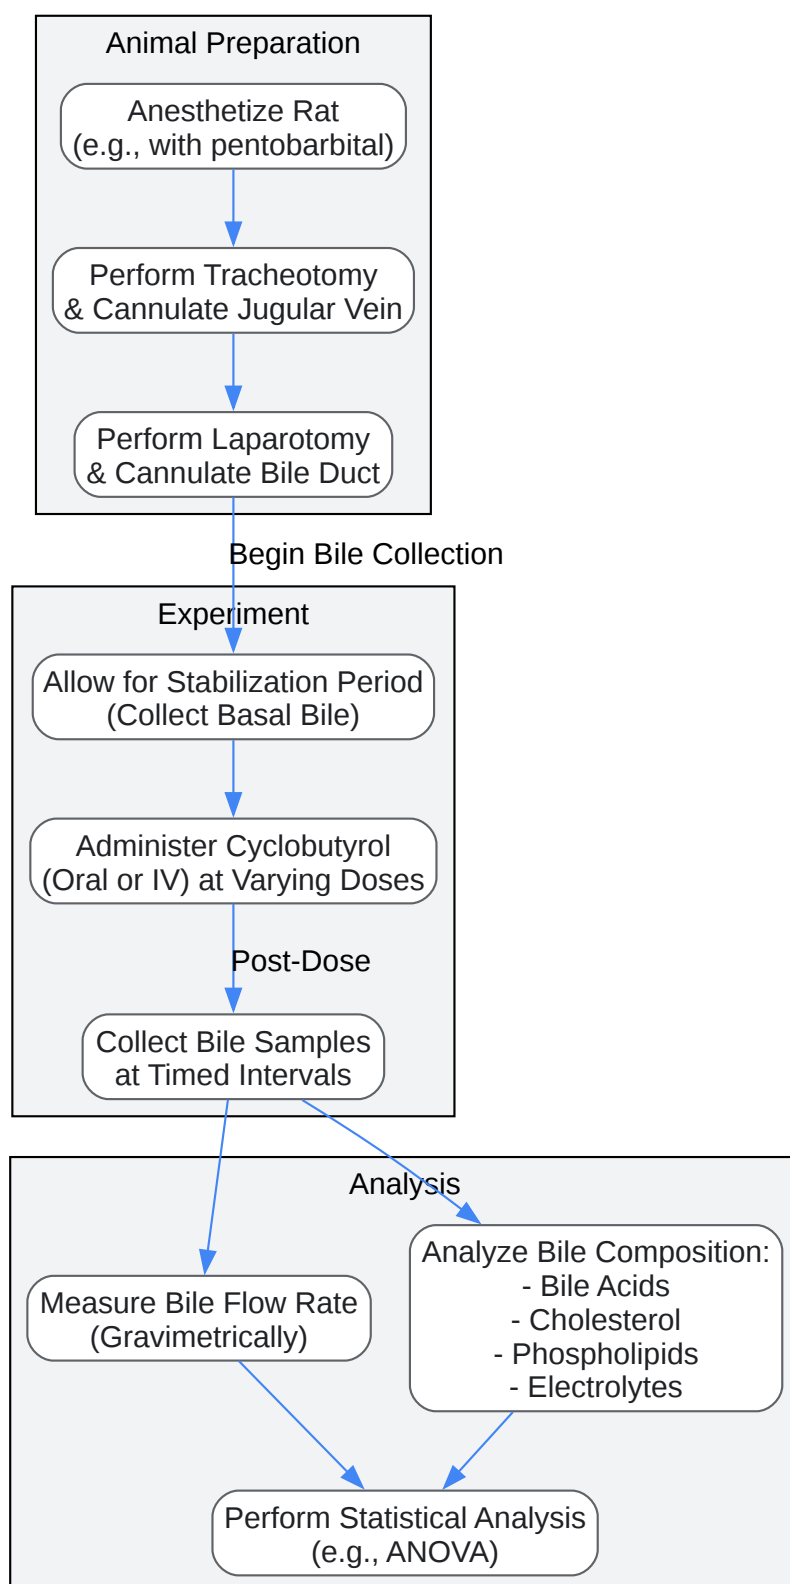 Animal Preparation
Anesthetize Rat
(e.g., with pentobarbital)
Perform Tracheotomy
& Cannulate Jugular Vein
Perform Laparotomy
& Cannulate Bile Duct
Begin Bile Collection
Experiment
Allow for Stabilization Period
(Collect Basal Bile)
Administer Cyclobutyrol
(Oral or IV) at Varying Doses
Post-Dose
Collect Bile Samples
at Timed Intervals
Analysis
Measure Bile Flow Rate
(Gravimetrically)
Analyze Bile Composition:
- Bile Acids
- Cholesterol
- Phospholipids
- Electrolytes
Perform Statistical Analysis
(e.g., ANOVA)